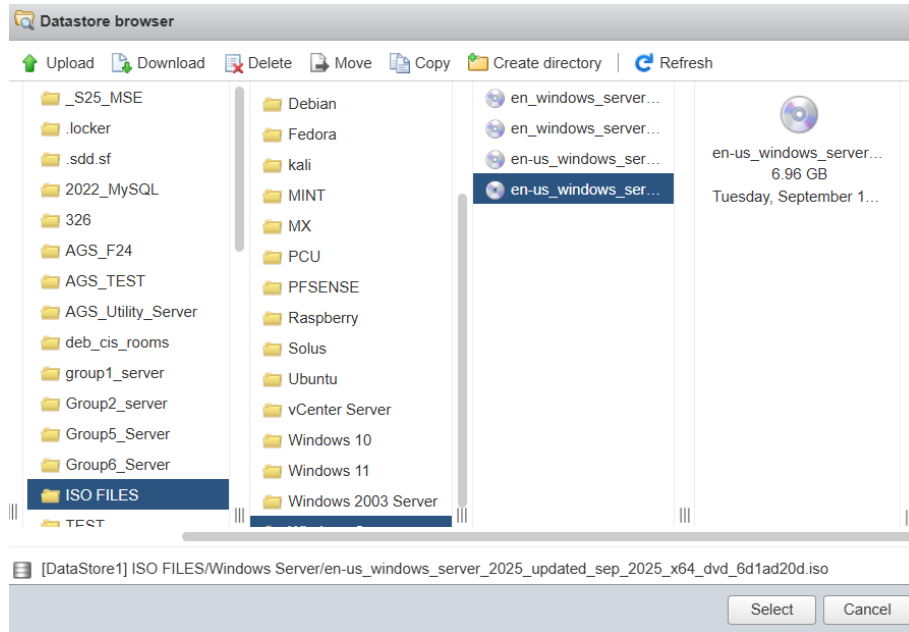 Datastore browser
Upload Download Delete Move Copy Create directory Refresh
_S25_MSE
.locker
.sdd.sf
2022_MySQL
326
AGS_F24
AGS_TEST
AGS_Utility_Server
deb_cis_rooms
group1_server
Group2_server
Group5_Server
Group6_Server
ISO FILES
TEST
Debian
Fedora
kali
MINT
MX
PCU
PFSENSE
Raspberry
Solus
Ubuntu
vCenter Server
Windows 10
Windows 11
Windows 2003 Server
en_windows_server...
en_windows_server...
en-us_windows_ser...
en-us_windows_ser...
en-us_windows_server...
6.96 GB
Tuesday, September 1...
[DataStore1] ISO FILES/Windows Server/en-us_windows_server_2025_updated_sep_2025_x64_dvd_6d1ad20d.iso
Select Cancel